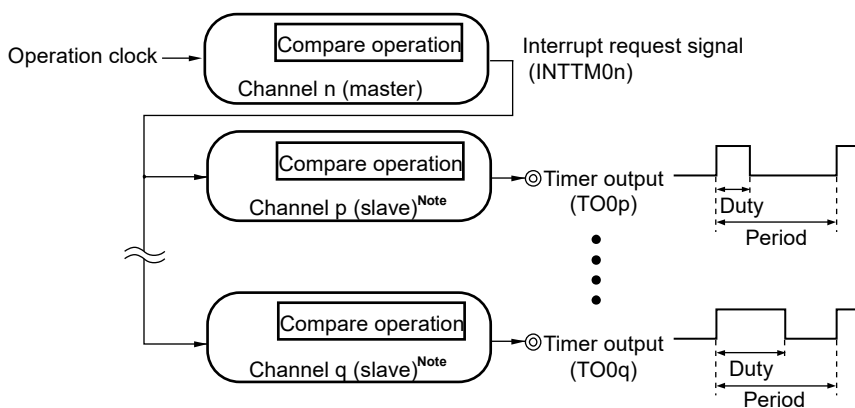 Compare operation
Operation clock
Channel n (master)
Interrupt request signal
(INTTM0n)
Compare operation
Channel p (slave)Note
Timer output
(TO0p)
Duty
Period
Compare operation
Channel q (slave)Note
Timer output
(TO0q)
Duty
Period